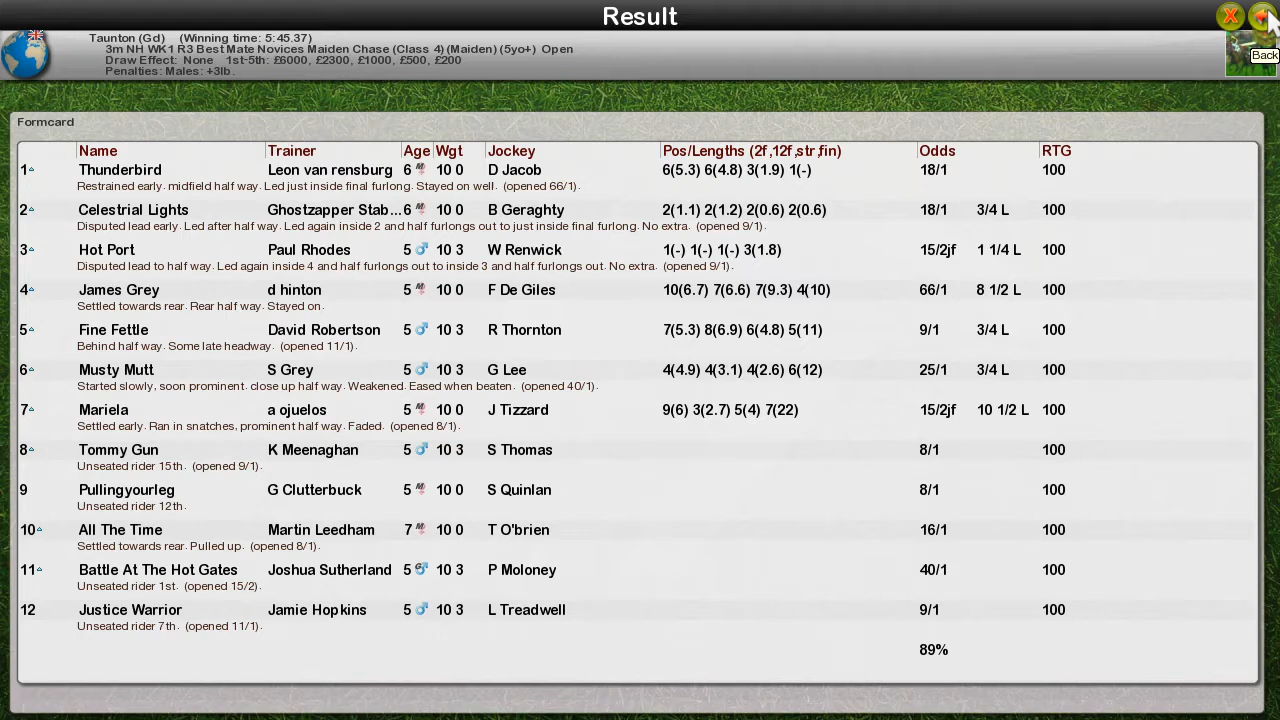 Result
Taunton (Gd) (Winning time: 5:45.37)
3m NH WK1 R3 Best Mate Novices Maiden Chase (Class 4) (Maiden) (5yo+) Open
Draw Effect: None 1st-5th: £6000, £2300, £1000, £500, £200
Penalties: Males: +3lb.
Back
Formcard
Name Trainer Age Wgt Jockey Pos/Lengths (2f,12f,str,fin) Odds RTG
1 Thunderbird Leon van rensburg 6 10 0 D Jacob 6(5.3) 6(4.8) 3(1.9) 1(-) 18/1 100
Restrained early. midfield half way. Led just inside final furlong. Stayed on well. (opened 66/1).
2 Celestrial Lights Ghostzapper Stab... 6 10 0 B Geraghty 2(1.1) 2(1.2) 2(0.6) 2(0.6) 18/1 3/4 L 100
Disputed lead early. Led after half way. Led again inside 2 and half furlongs out to just inside final furlong. No extra. (opened 9/1).
3 Hot Port Paul Rhodes 5 10 3 W Renwick 1(-) 1(-) 1(-) 3(1.8) 15/2jf 1 1/4 L 100
Disputed lead to half way. Led again inside 4 and half furlongs out to inside 3 and half furlongs out. No extra. (opened 9/1).
4 James Grey d hinton 5 10 0 F De Giles 10(6.7) 7(6.6) 7(9.3) 4(10) 66/1 8 1/2 L 100
Settled towards rear. Rear half way. Stayed on.
5 Fine Fettle David Robertson 5 10 3 R Thornton 7(5.3) 8(6.9) 6(4.8) 5(11) 9/1 3/4 L 100
Behind half way. Some late headway. (opened 11/1).
6 Musty Mutt S Grey 5 10 3 G Lee 4(4.9) 4(3.1) 4(2.6) 6(12) 25/1 3/4 L 100
Started slowly, soon prominent. close up half way. Weakened. Eased when beaten. (opened 40/1).
7 Mariela a ojuelos 5 10 0 J Tizzard 9(6) 3(2.7) 5(4) 7(22) 15/2jf 10 1/2 L 100
Settled early. Ran in snatches, prominent half way. Faded. (opened 8/1).
8 Tommy Gun K Meenaghan 5 10 3 S Thomas 8/1 100
Unseated rider 15th. (opened 9/1).
9 Pullingyourleg G Clutterbuck 5 10 0 S Quinlan 8/1 100
Unseated rider 12th.
10 All The Time Martin Leedham 7 10 0 T O'brien 16/1 100
Settled towards rear. Pulled up. (opened 8/1).
11 Battle At The Hot Gates Joshua Sutherland 5 10 3 P Moloney 40/1 100
Unseated rider 1st. (opened 15/2).
12 Justice Warrior Jamie Hopkins 5 10 3 L Treadwell 9/1 100
Unseated rider 7th. (opened 11/1).
89%